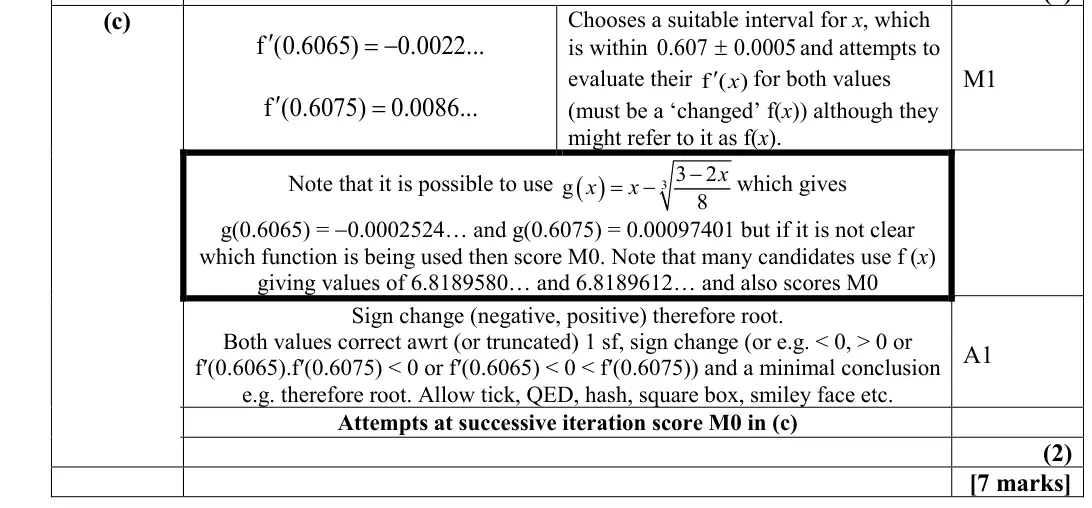 (c)
f′(0.6065) = −0.0022...
f′(0.6075) = 0.0086...
Chooses a suitable interval for x, which
is within 0.607 ± 0.0005 and attempts to
evaluate their f′(x) for both values
(must be a ‘changed’ f(x)) although they
might refer to it as f(x).
M1
Note that it is possible to use g(x) = x − ∛((3 − 2x)/8) which gives
g(0.6065) = –0.0002524… and g(0.6075) = 0.00097401 but if it is not clear
which function is being used then score M0. Note that many candidates use f (x)
giving values of 6.8189580… and 6.8189612… and also scores M0
Sign change (negative, positive) therefore root.
Both values correct awrt (or truncated) 1 sf, sign change (or e.g. < 0, > 0 or
f'(0.6065).f'(0.6075) < 0 or f'(0.6065) < 0 < f'(0.6075)) and a minimal conclusion
e.g. therefore root. Allow tick, QED, hash, square box, smiley face etc.
A1
Attempts at successive iteration score M0 in (c)
(2)
[7 marks]